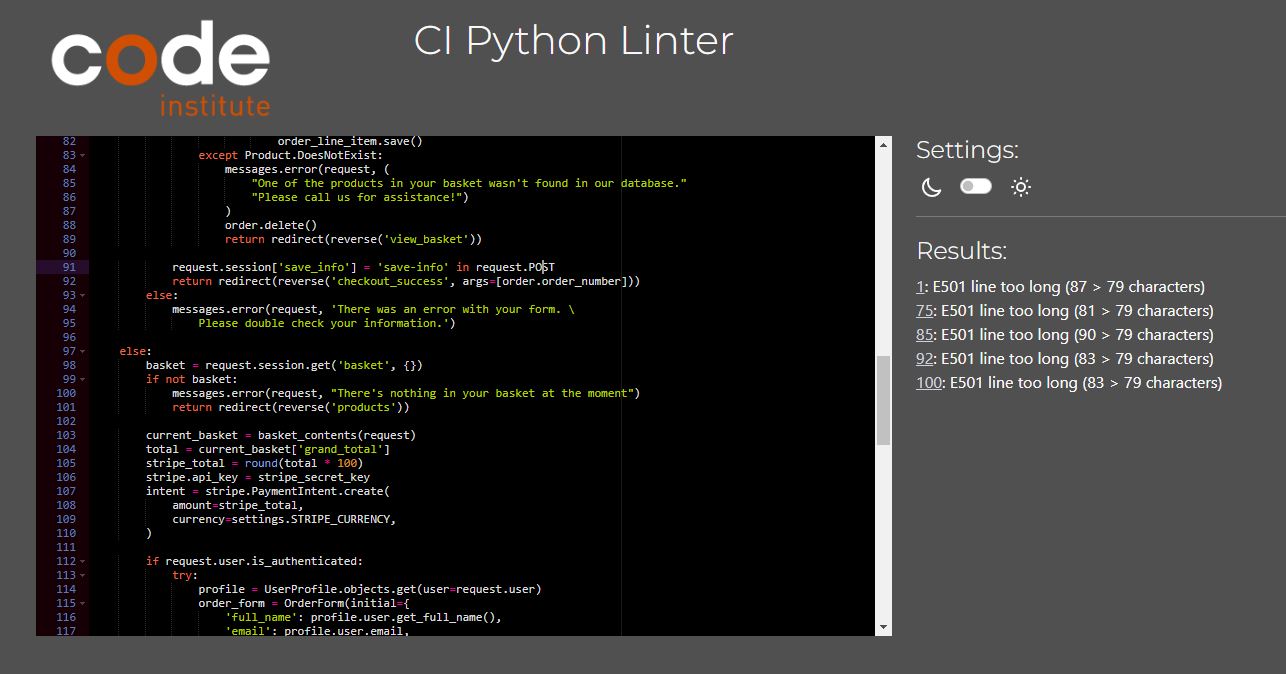 code
institute
CI Python Linter
82 order_line_item.save()
83 except Product.DoesNotExist:
84 messages.error(request, (
85 "One of the products in your basket wasn't found in our database."
86 "Please call us for assistance!")
87 )
88 order.delete()
89 return redirect(reverse('view_basket'))
90
91 request.session['save_info'] = 'save-info' in request.POST
92 return redirect(reverse('checkout_success', args=[order.order_number]))
93 else:
94 messages.error(request, 'There was an error with your form. \
95 Please double check your information.')
96
97 else:
98 basket = request.session.get('basket', {})
99 if not basket:
100 messages.error(request, "There's nothing in your basket at the moment")
101 return redirect(reverse('products'))
102
103 current_basket = basket_contents(request)
104 total = current_basket['grand_total']
105 stripe_total = round(total * 100)
106 stripe.api_key = stripe_secret_key
107 intent = stripe.PaymentIntent.create(
108 amount=stripe_total,
109 currency=settings.STRIPE_CURRENCY,
110 )
111
112 if request.user.is_authenticated:
113 try:
114 profile = UserProfile.objects.get(user=request.user)
115 order_form = OrderForm(initial={
116 'full_name': profile.user.get_full_name(),
117 'email': profile.user.email,
Settings:
Results:
1: E501 line too long (87 > 79 characters)
75: E501 line too long (81 > 79 characters)
85: E501 line too long (90 > 79 characters)
92: E501 line too long (83 > 79 characters)
100: E501 line too long (83 > 79 characters)